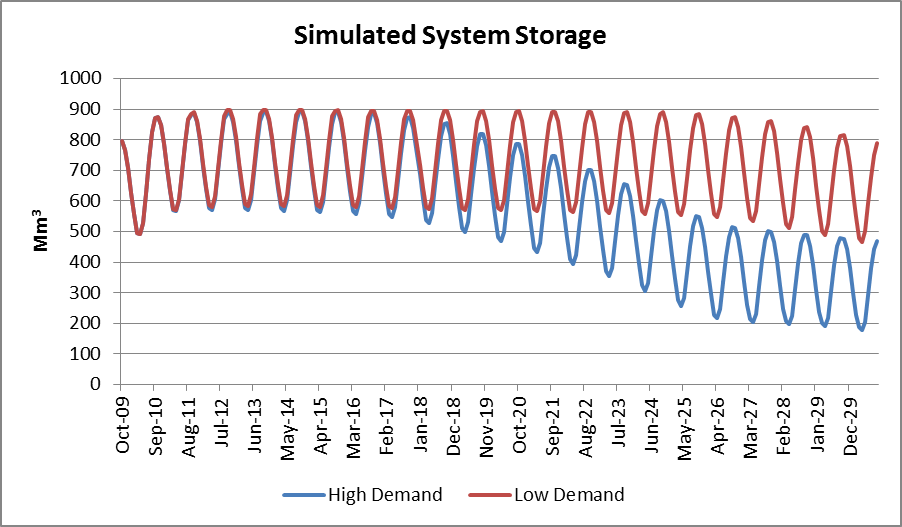 Simulated System Storage
Mm³
1000
900
800
700
600
500
400
300
200
100
0
Oct-09
Sep-10
Aug-11
Jul-12
Jun-13
May-14
Apr-15
Mar-16
Feb-17
Jan-18
Dec-18
Nov-19
Oct-20
Sep-21
Aug-22
Jul-23
Jun-24
May-25
Apr-26
Mar-27
Feb-28
Jan-29
Dec-29
High Demand
Low Demand